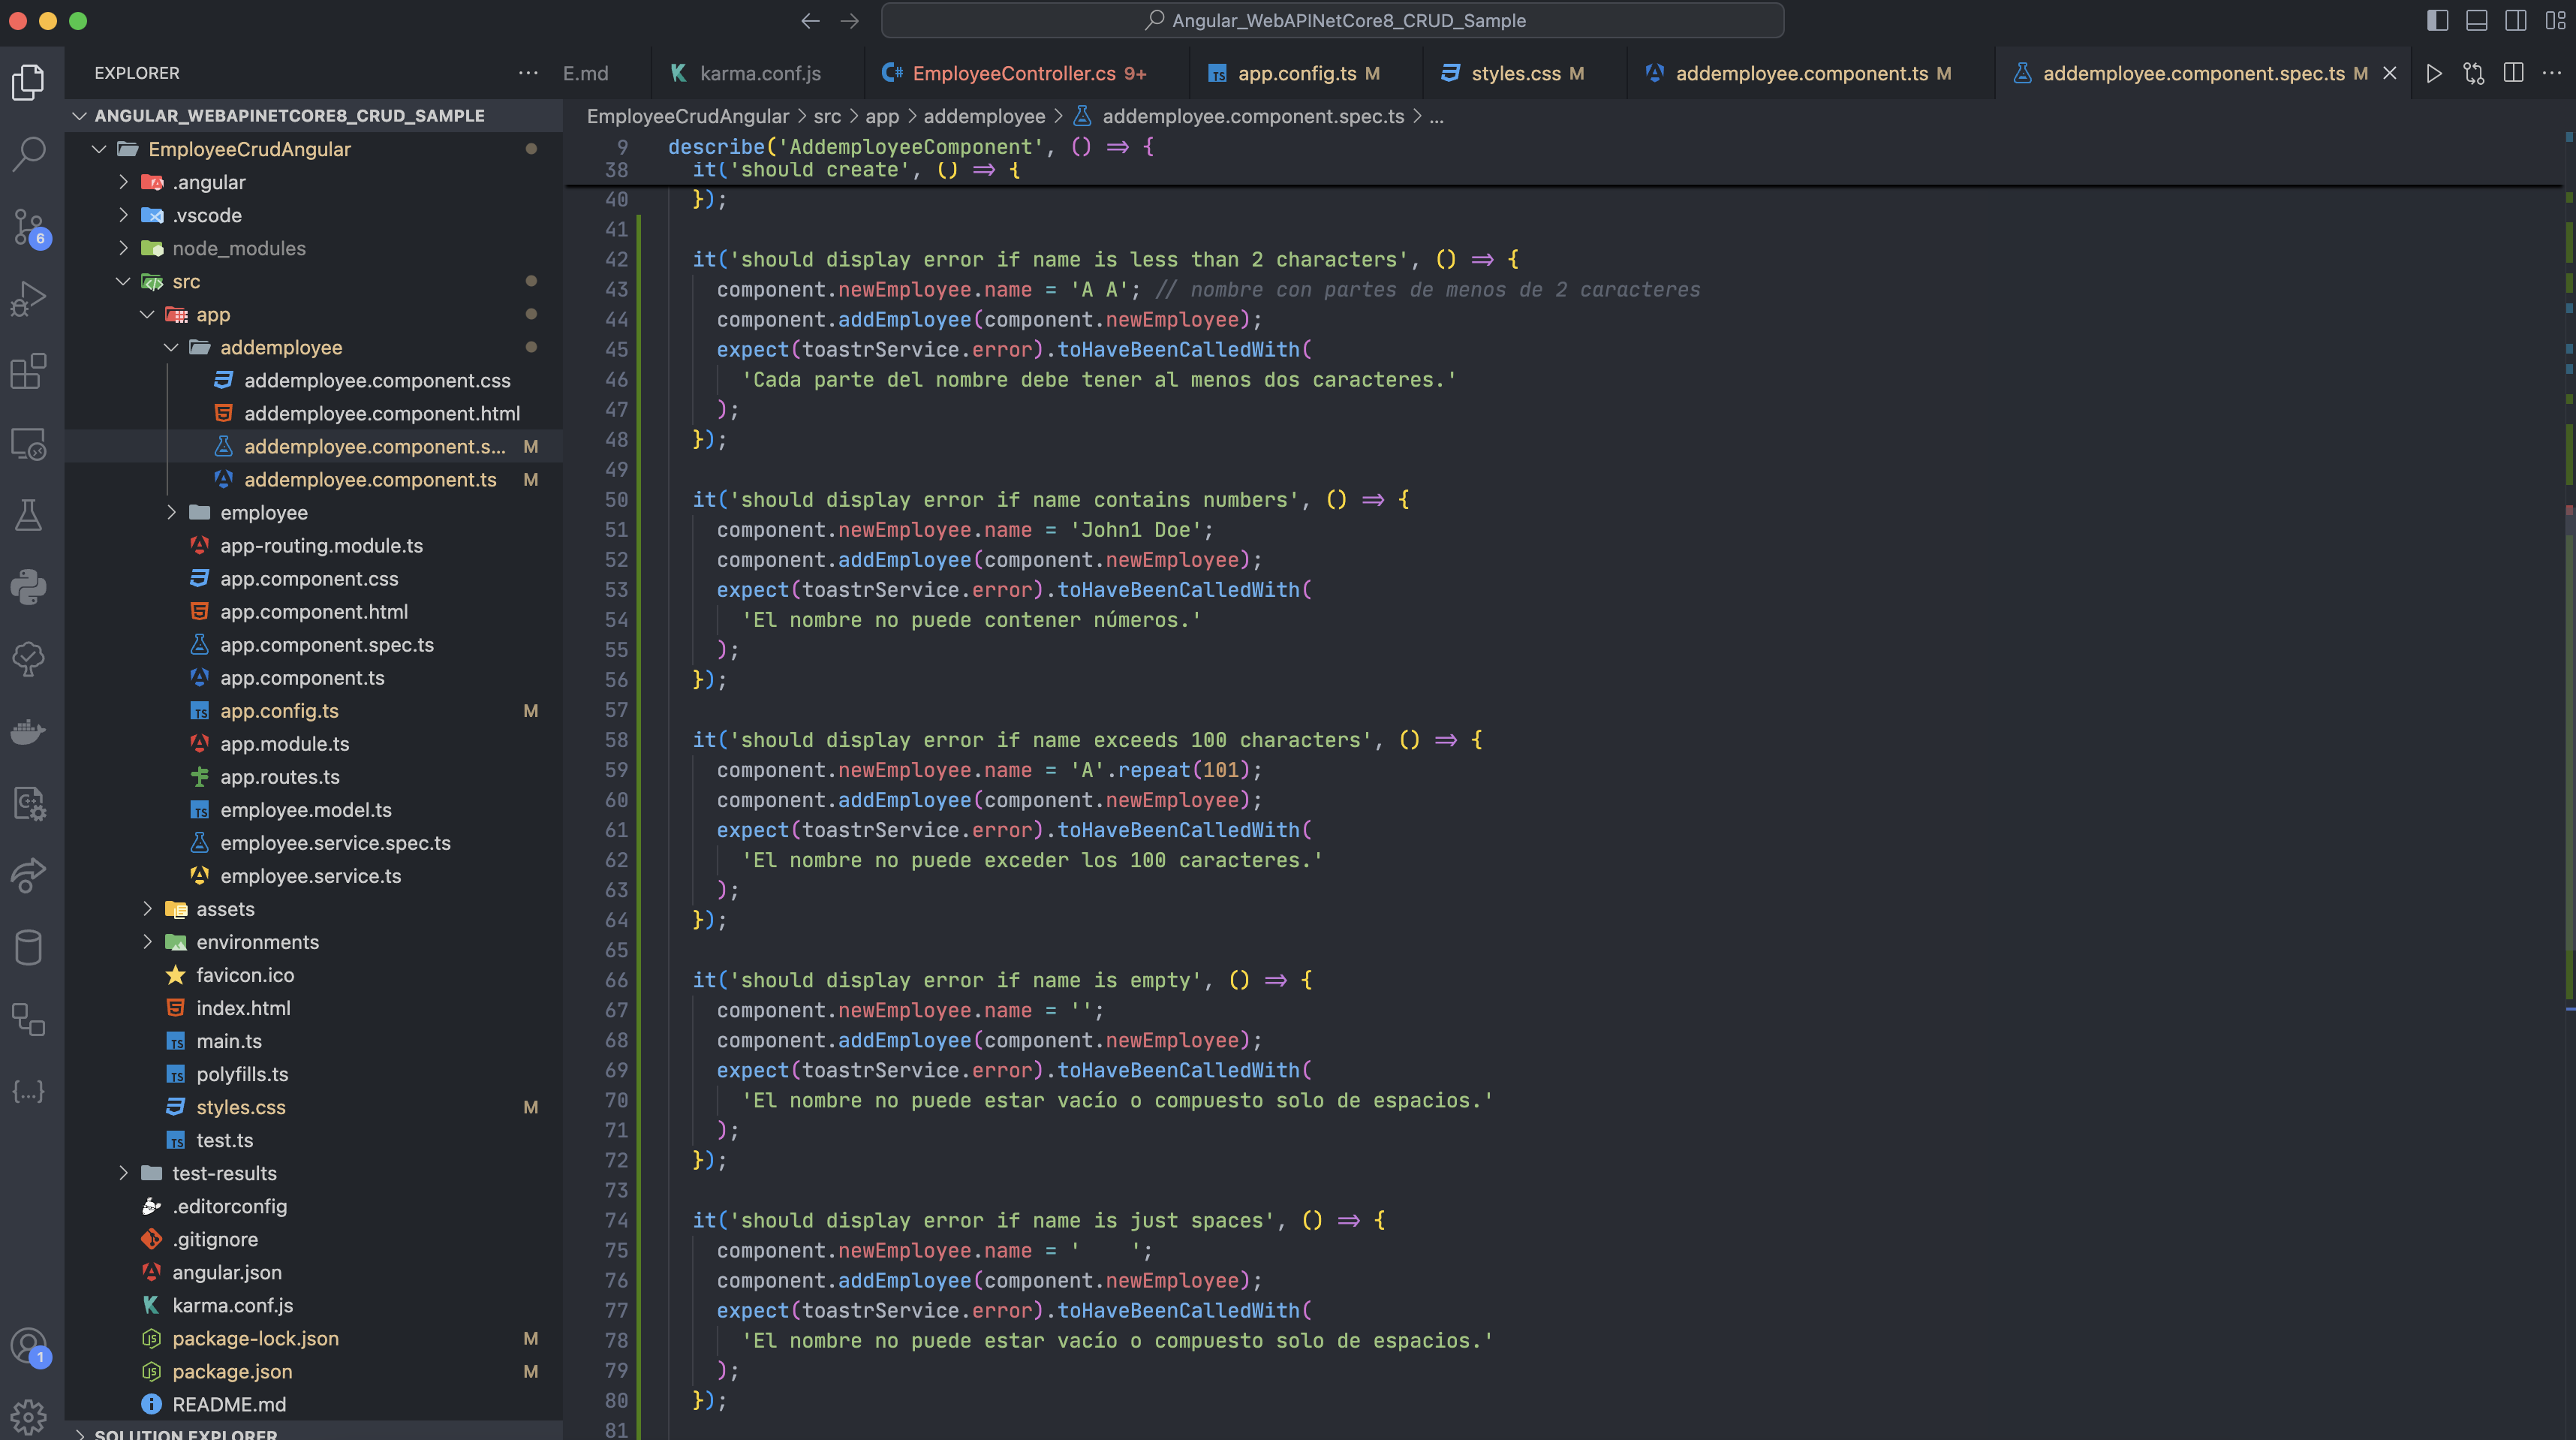 Angular_WebAPINetCore8_CRUD_Sample
EXPLORER
ANGULAR_WEBAPINETCORE8_CRUD_SAMPLE
EmployeeCrudAngular
.angular
.vscode
node_modules
src
app
addemployee
addemployee.component.css
addemployee.component.html
addemployee.component.s... M
addemployee.component.ts M
employee
app-routing.module.ts
app.component.css
app.component.html
app.component.spec.ts
app.component.ts
app.config.ts M
app.module.ts
app.routes.ts
employee.model.ts
employee.service.spec.ts
employee.service.ts
assets
environments
favicon.ico
index.html
main.ts
polyfills.ts
styles.css M
test.ts
test-results
.editorconfig
.gitignore
angular.json
karma.conf.js
package-lock.json M
package.json M
README.md
SOLUTION EXPLORER
6
1
E.md
karma.conf.js
EmployeeController.cs 9+
app.config.ts M
styles.css M
addemployee.component.ts M
addemployee.component.spec.ts M
EmployeeCrudAngular > src > app > addemployee > addemployee.component.spec.ts > ...
9 describe('AddemployeeComponent', () => {
38 it('should create', () => {
40 });
41
42 it('should display error if name is less than 2 characters', () => {
43 component.newEmployee.name = 'A A'; // nombre con partes de menos de 2 caracteres
44 component.addEmployee(component.newEmployee);
45 expect(toastrService.error).toHaveBeenCalledWith(
46 'Cada parte del nombre debe tener al menos dos caracteres.'
47 );
48 });
49
50 it('should display error if name contains numbers', () => {
51 component.newEmployee.name = 'John1 Doe';
52 component.addEmployee(component.newEmployee);
53 expect(toastrService.error).toHaveBeenCalledWith(
54 'El nombre no puede contener números.'
55 );
56 });
57
58 it('should display error if name exceeds 100 characters', () => {
59 component.newEmployee.name = 'A'.repeat(101);
60 component.addEmployee(component.newEmployee);
61 expect(toastrService.error).toHaveBeenCalledWith(
62 'El nombre no puede exceder los 100 caracteres.'
63 );
64 });
65
66 it('should display error if name is empty', () => {
67 component.newEmployee.name = '';
68 component.addEmployee(component.newEmployee);
69 expect(toastrService.error).toHaveBeenCalledWith(
70 'El nombre no puede estar vacío o compuesto solo de espacios.'
71 );
72 });
73
74 it('should display error if name is just spaces', () => {
75 component.newEmployee.name = '    ';
76 component.addEmployee(component.newEmployee);
77 expect(toastrService.error).toHaveBeenCalledWith(
78 'El nombre no puede estar vacío o compuesto solo de espacios.'
79 );
80 });
81